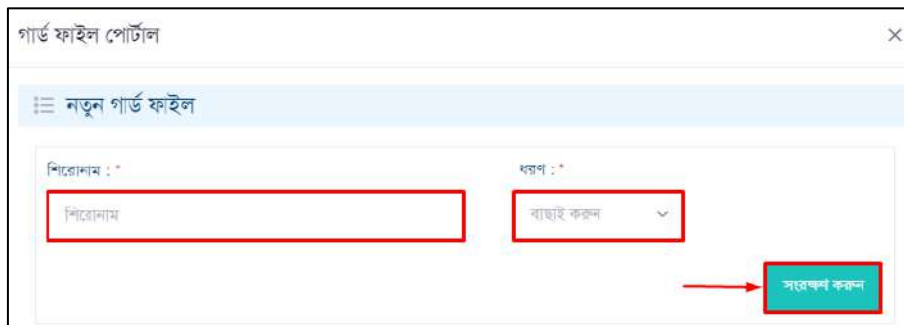 গার্ড ফাইল পোর্টাল
নতুন গার্ড ফাইল
শিরোনাম : *
ধরণ : *
শিরোনাম
বাছাই করুন
সংরক্ষণ করুন